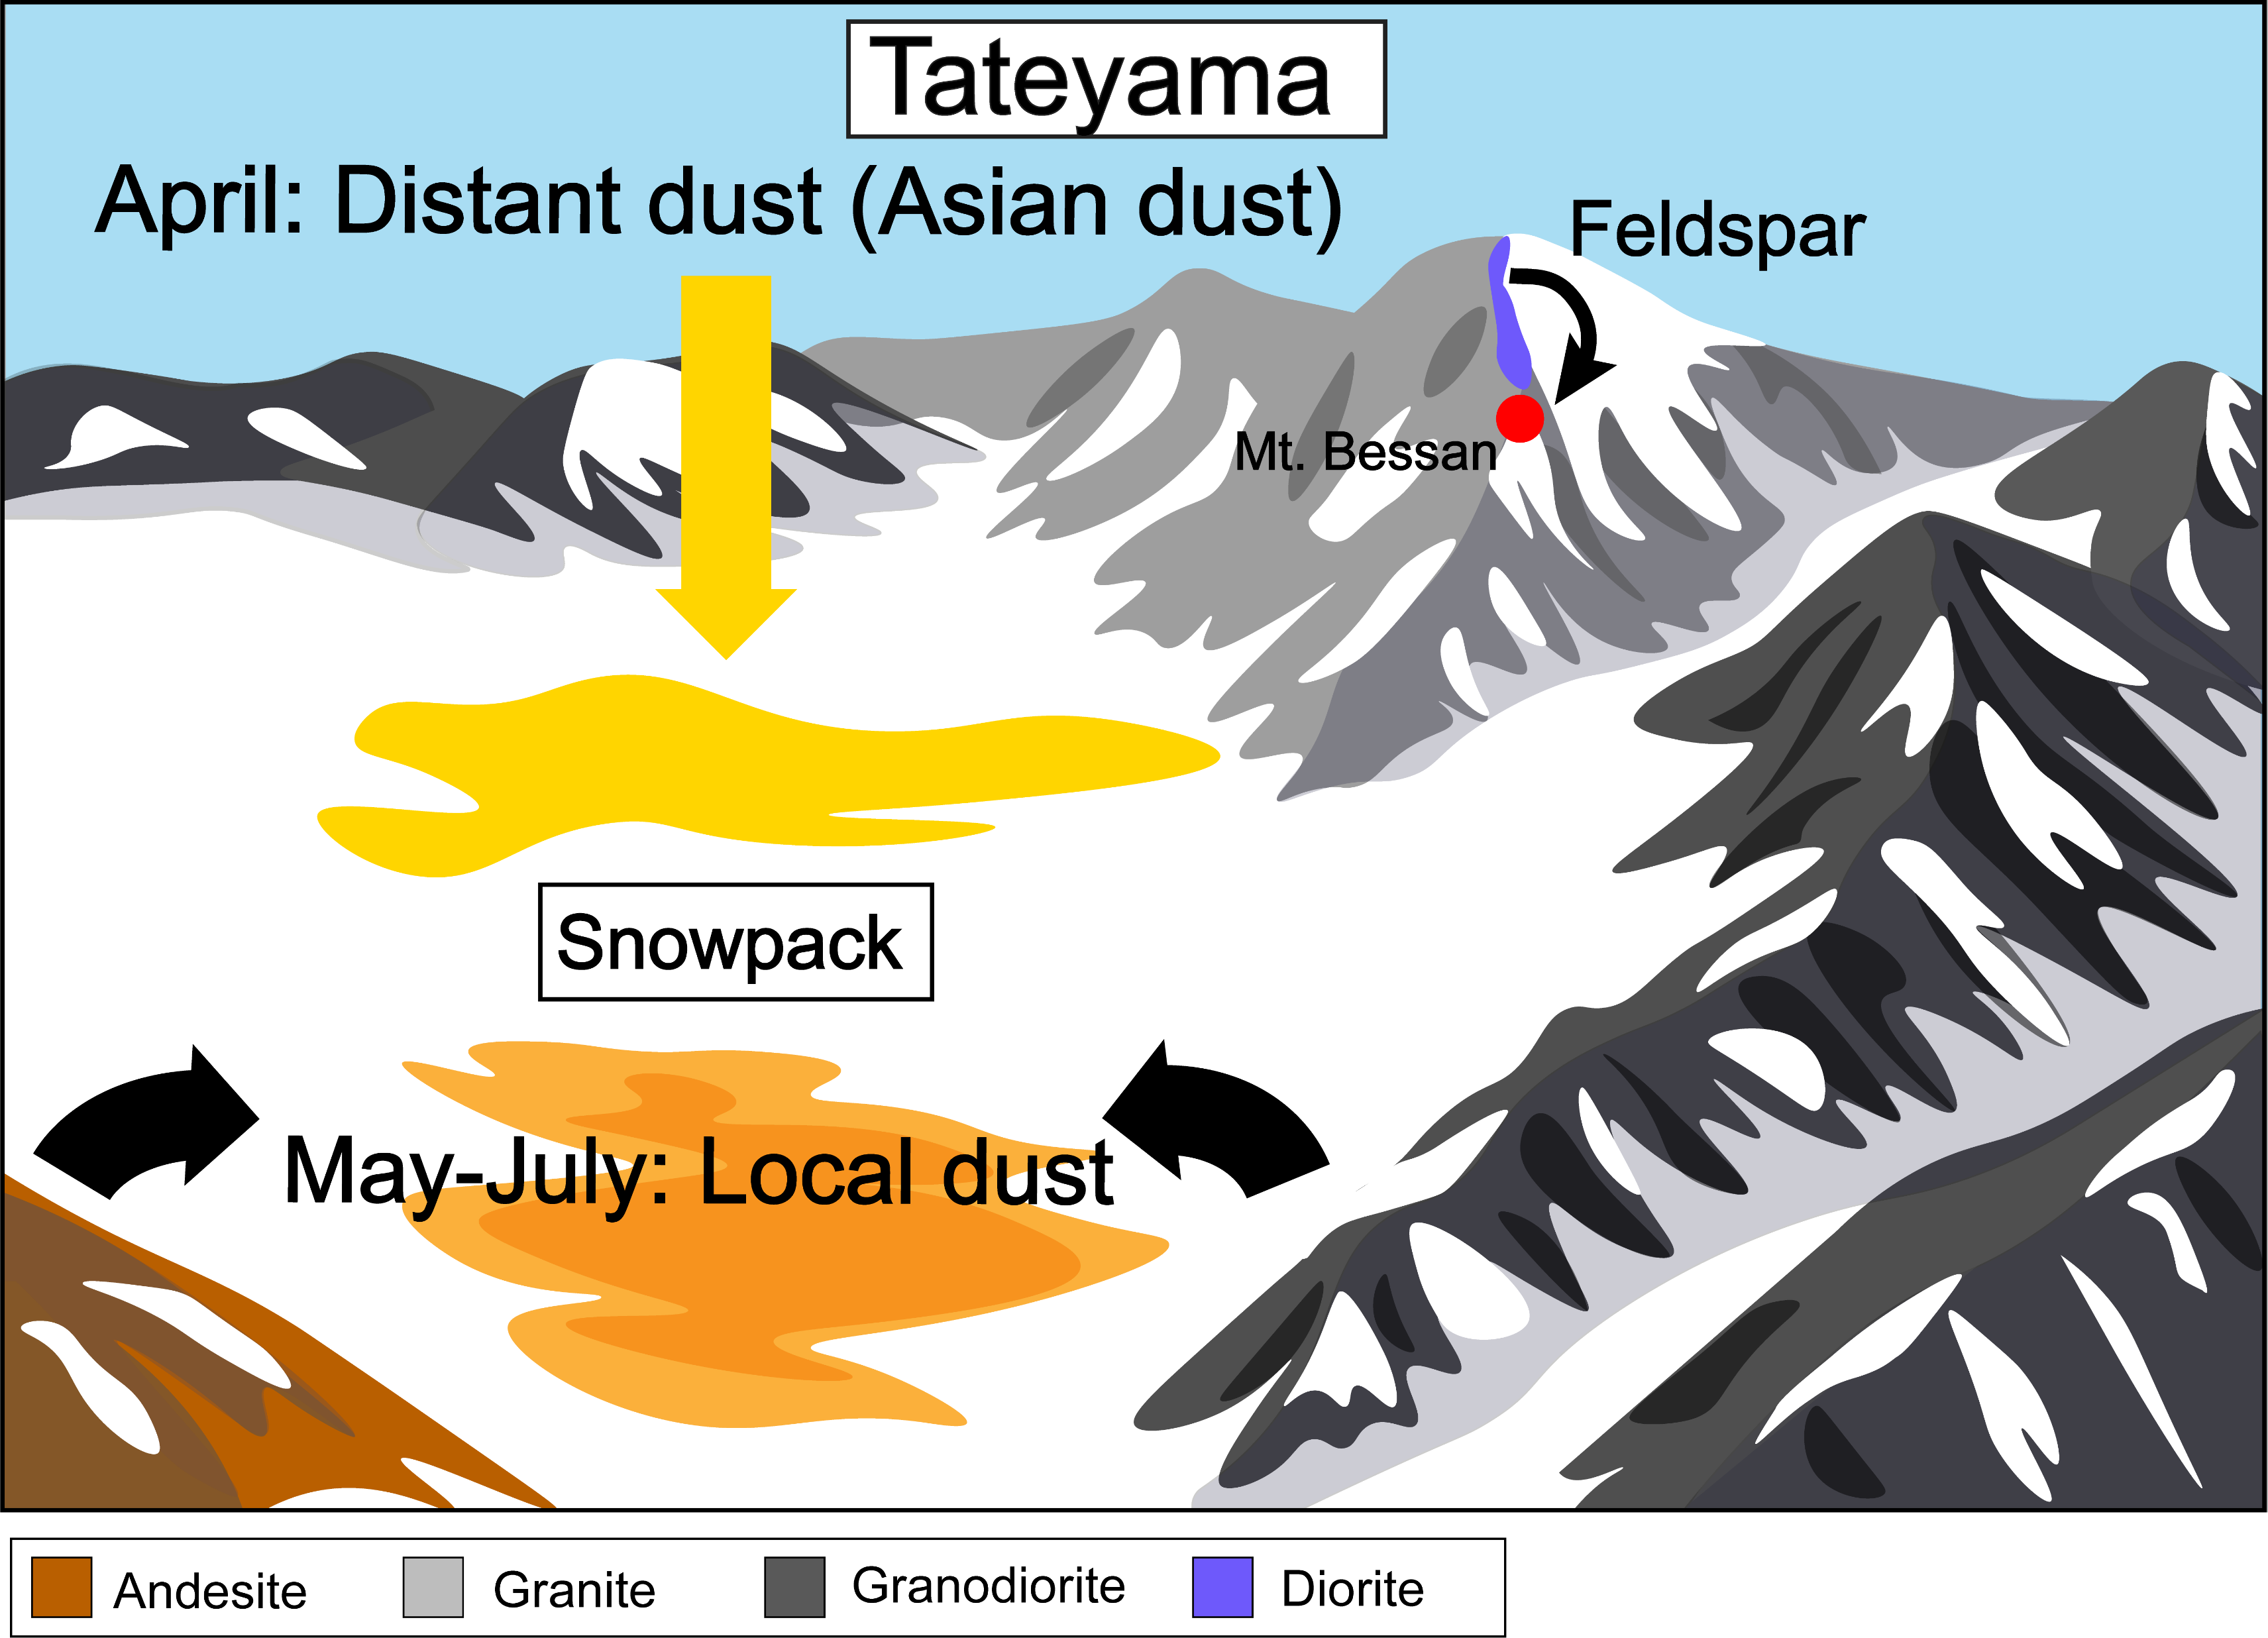 Tateyama
April: Distant dust (Asian dust)
Feldspar
Mt. Bessan
Snowpack
May-July: Local dust
Andesite
Granite
Granodiorite
Diorite